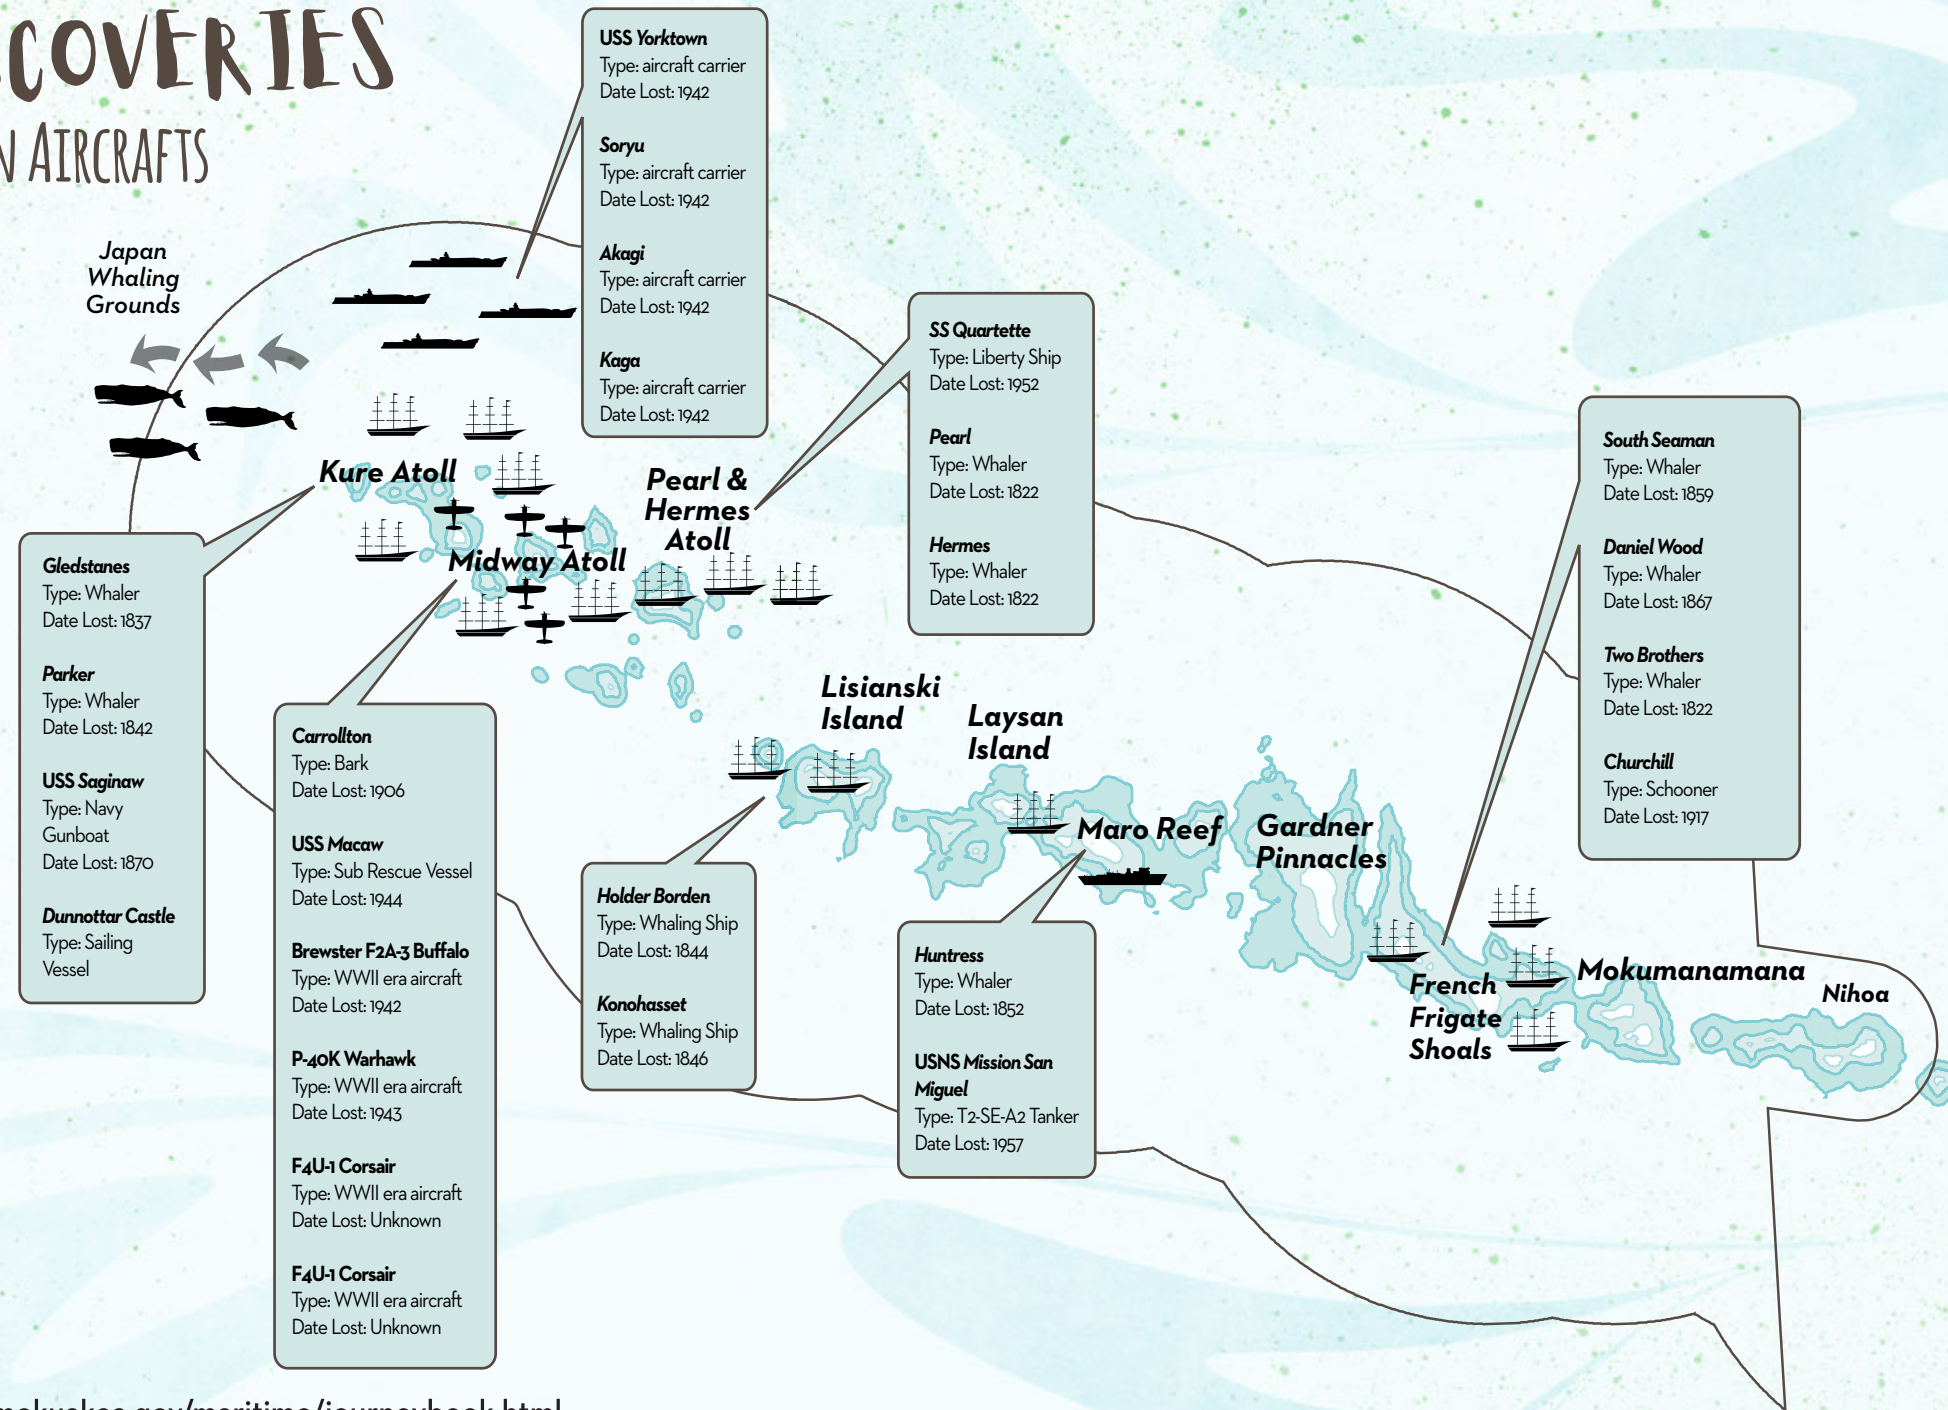 COVERIES
N AIRCRAFTS
Japan
Whaling
Grounds
USS Yorktown
Type: aircraft carrier
Date Lost: 1942
Soryu
Type: aircraft carrier
Date Lost: 1942
Akagi
Type: aircraft carrier
Date Lost: 1942
Kaga
Type: aircraft carrier
Date Lost: 1942
SS Quartette
Type: Liberty Ship
Date Lost: 1952
Pearl
Type: Whaler
Date Lost: 1822
Hermes
Type: Whaler
Date Lost: 1822
South Seaman
Type: Whaler
Date Lost: 1859
Daniel Wood
Type: Whaler
Date Lost: 1867
Two Brothers
Type: Whaler
Date Lost: 1822
Churchill
Type: Schooner
Date Lost: 1917
Kure Atoll
Pearl &
Hermes
Atoll
Midway Atoll
Gledstanes
Type: Whaler
Date Lost: 1837
Parker
Type: Whaler
Date Lost: 1842
USS Saginaw
Type: Navy
Gunboat
Date Lost: 1870
Dunnottar Castle
Type: Sailing
Vessel
Carrollton
Type: Bark
Date Lost: 1906
USS Macaw
Type: Sub Rescue Vessel
Date Lost: 1944
Brewster F2A-3 Buffalo
Type: WWII era aircraft
Date Lost: 1942
P-40K Warhawk
Type: WWII era aircraft
Date Lost: 1943
F4U-1 Corsair
Type: WWII era aircraft
Date Lost: Unknown
F4U-1 Corsair
Type: WWII era aircraft
Date Lost: Unknown
Lisianski
Island
Laysan
Island
Maro Reef
Gardner
Pinnacles
Holder Borden
Type: Whaling Ship
Date Lost: 1844
Konohasset
Type: Whaling Ship
Date Lost: 1846
Huntress
Type: Whaler
Date Lost: 1852
USNS Mission San
Miguel
Type: T2-SE-A2 Tanker
Date Lost: 1957
French
Frigate
Shoals
Mokumanamana
Nihoa
mokuakea.gov/maritime/journeybook.html